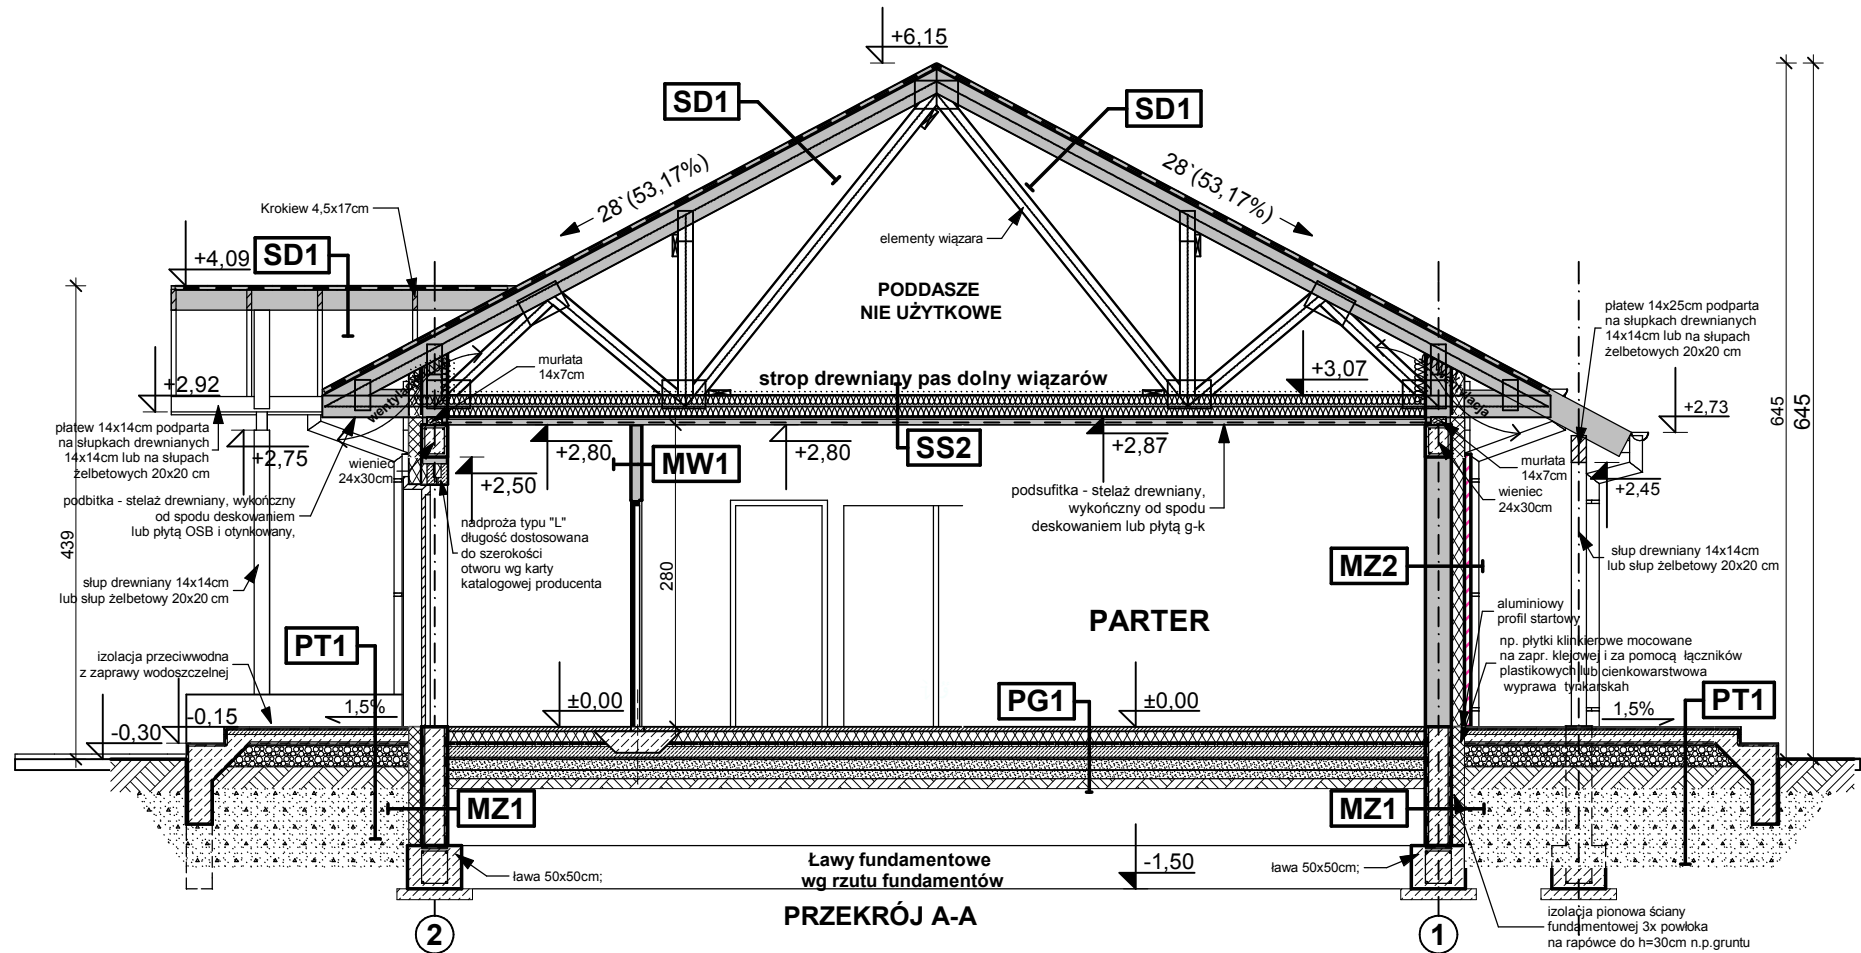 +6,15
SD1
SD1
28`(53,17%)
28`(53,17%)
Krokiew 4,5x17cm
+4,09
SD1
elementy wiązara
PODDASZE
NIE UŻYTKOWE
płatew 14x25cm podparta
na słupkach drewnianych
14x14cm lub na słupach
żelbetowych 20x20 cm
murłata
14x7cm
+2,92
strop drewniany pas dolny wiązarów
+3,07
+2,73
645
645
płatew 14x14cm podparta
na słupkach drewnianych
14x14cm lub na słupach
żelbetowych 20x20 cm
+2,75
wieniec
24x30cm
+2,50
+2,80
MW1
+2,80
SS2
+2,87
murłata
14x7cm
wieniec
24x30cm
+2,45
podbitka - stelaż drewniany, wykończny
od spodu deskowaniem
lub płytą OSB i otynkowany,
podsufitka - stelaż drewniany,
wykończny od spodu
deskowaniem lub płytą g-k
nadproża typu "L"
długość dostosowana
do szerokości
otworu wg karty
katalogowej producenta
439
280
MZ2
słup drewniany 14x14cm
lub słup żelbetowy 20x20 cm
słup drewniany 14x14cm
lub słup żelbetowy 20x20 cm
aluminiowy
profil startowy
PARTER
np. płytki klinkierowe mocowane
na zapr. klejowej i za pomocą łączników
plastikowych lub cienkowarstwowa
wyprawa tynkarskah
PT1
izolacja przeciwwodna
z zaprawy wodoszczelnej
1,5%
±0,00
PG1
±0,00
1,5%
PT1
-0,15
-0,30
MZ1
MZ1
ława 50x50cm;
Ławy fundamentowe
wg rzutu fundamentów
-1,50
ława 50x50cm;
PRZEKRÓJ A-A
2
1
izolacja pionowa ściany
fundamentowej 3x powłoka
na rapówce do h=30cm n.p.gruntu